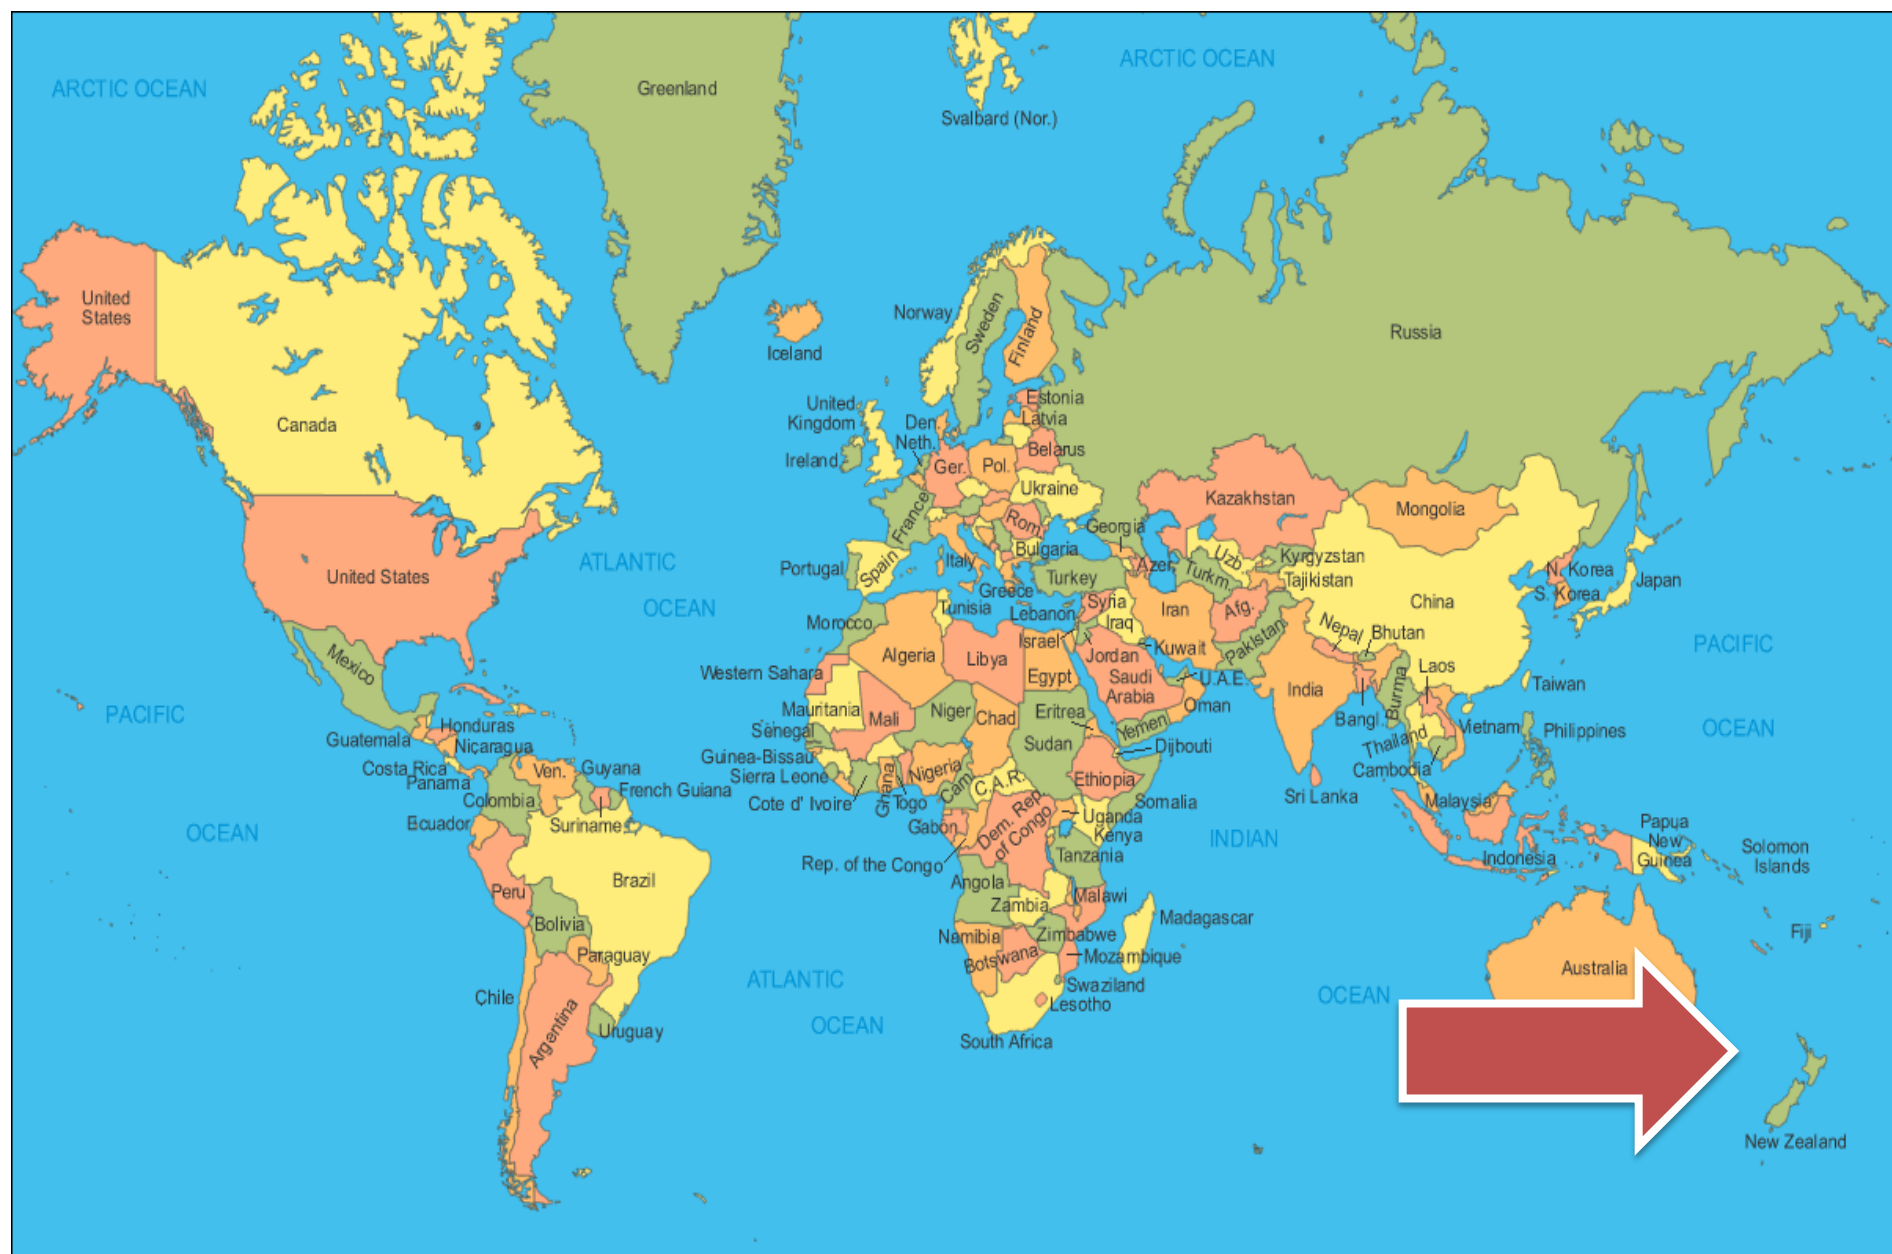 ARCTIC OCEAN
Greenland
ARCTIC OCEAN
Svalbard (Nor.)
United
States
Canada
Iceland
Norway
Sweden
Finland
Russia
United
Kingdom
Ireland
Den.
Neth.
Estonia
Latvia
Belarus
Ger.
Pol.
Ukraine
France
Rom.
Bulgaria
Italy
Spain
Portugal
Greece
Georgia
Azer.
Turkey
Kazakhstan
Mongolia
Uzb.
Kyrgyzstan
Turkm.
Tajikistan
N. Korea
S. Korea
Japan
China
United States
ATLANTIC
OCEAN
Mexico
PACIFIC
OCEAN
Morocco
Tunisia
Algeria
Libya
Egypt
Western Sahara
Lebanon
Israel
Syria
Iraq
Iran
Afg.
Jordan
Kuwait
Saudi
Arabia
U.A.E.
Oman
Yemen
Pakistan
Nepal
Bhutan
India
Bangl.
Burma
Laos
Thailand
Vietnam
Cambodia
Taiwan
Philippines
PACIFIC
OCEAN
Mauritania
Mali
Niger
Chad
Sudan
Eritrea
Djibouti
Ethiopia
Senegal
Guinea-Bissau
Sierra Leone
Cote d' Ivoire
Ghana
Togo
Nigeria
Cam.
C.A.R.
Somalia
Uganda
Kenya
Gabon
Rep. of the Congo
Dem. Rep.
of Congo
Tanzania
Angola
Zambia
Malawi
Namibia
Botswana
Zimbabwe
Mozambique
Madagascar
Swaziland
Lesotho
South Africa
Honduras
Guatemala
Nicaragua
Costa Rica
Panama
Ven.
Guyana
French Guiana
Suriname
Colombia
Ecuador
Peru
Brazil
Bolivia
Paraguay
Chile
Argentina
Uruguay
ATLANTIC
OCEAN
INDIAN
OCEAN
Sri Lanka
Malaysia
Indonesia
Papua
New
Guinea
Solomon
Islands
Fiji
Australia
New Zealand